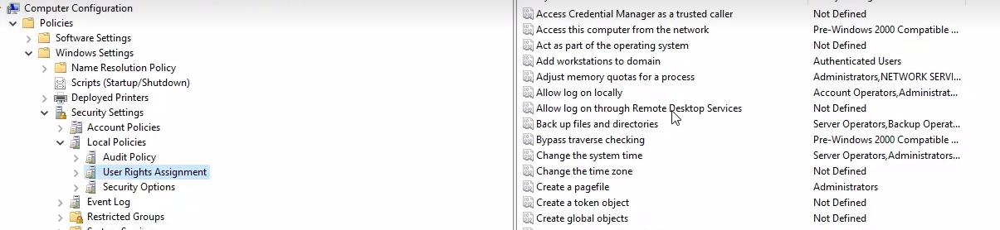 Computer Configuration
Policies
Software Settings
Windows Settings
Name Resolution Policy
Scripts (Startup/Shutdown)
Deployed Printers
Security Settings
Account Policies
Local Policies
Audit Policy
User Rights Assignment
Security Options
Event Log
Restricted Groups
Access Credential Manager as a trusted caller Not Defined
Access this computer from the network Pre-Windows 2000 Compatible ...
Act as part of the operating system Not Defined
Add workstations to domain Authenticated Users
Adjust memory quotas for a process Administrators,NETWORK SERVI...
Allow log on locally Account Operators,Administrat...
Allow log on through Remote Desktop Services Not Defined
Back up files and directories Server Operators,Backup Operat...
Bypass traverse checking Pre-Windows 2000 Compatible ...
Change the system time Server Operators,Administrators...
Change the time zone Not Defined
Create a pagefile Administrators
Create a token object Not Defined
Create global objects Not Defined